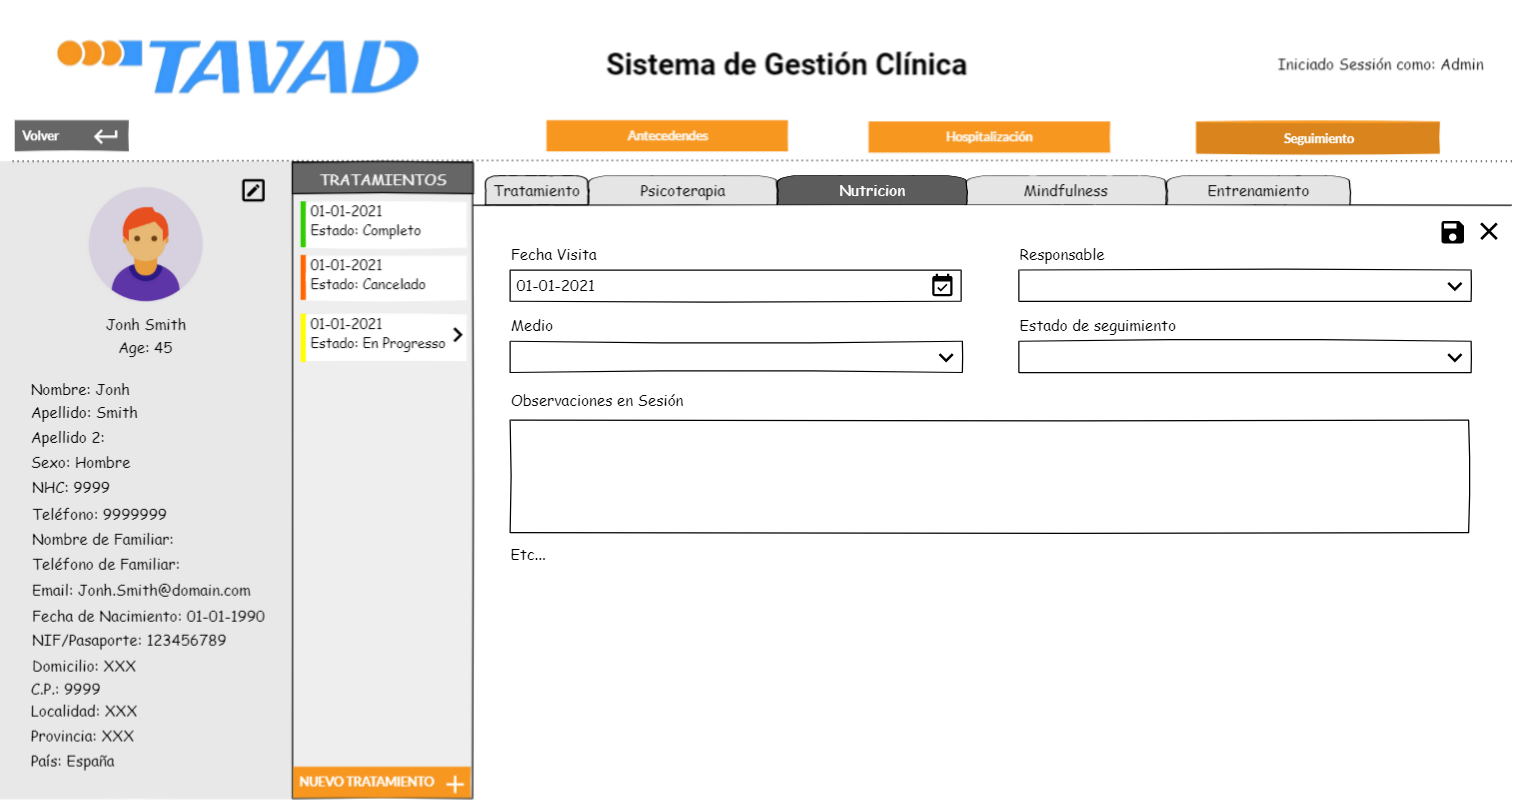 TAVAD
Sistema de Gestión Clínica
Iniciado Sessión como: Admin
Volver
Antecedendes
Hospitalización
Seguimiento
Jonh Smith
Age: 45
Nombre: Jonh
Apellido: Smith
Apellido 2:
Sexo: Hombre
NHC: 9999
Teléfono: 9999999
Nombre de Familiar:
Teléfono de Familiar:
Email: Jonh.Smith@domain.com
Fecha de Nacimiento: 01-01-1990
NIF/Pasaporte: 123456789
Domicilio: XXX
C.P.: 9999
Localidad: XXX
Provincia: XXX
País: España
TRATAMIENTOS
01-01-2021
Estado: Completo
01-01-2021
Estado: Cancelado
01-01-2021
Estado: En Progresso
NUEVO TRATAMIENTO
Tratamiento
Psicoterapia
Nutricion
Mindfulness
Entrenamiento
Fecha Visita
01-01-2021
Responsable
Medio
Estado de seguimiento
Observaciones en Sesión
Etc...